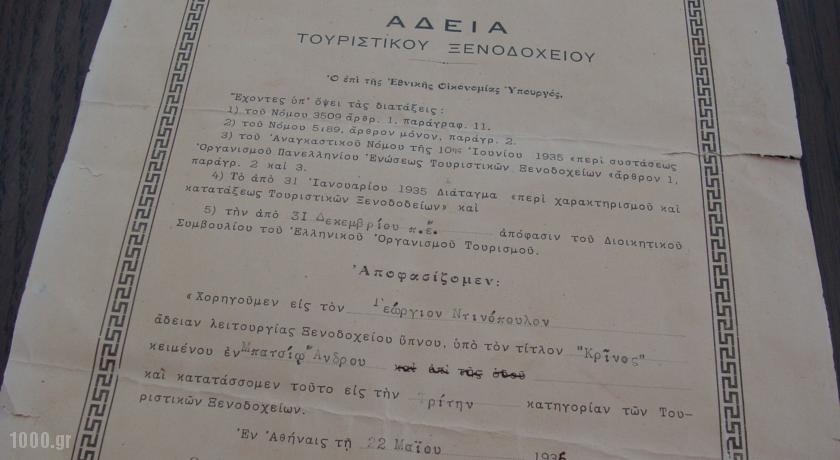 ΑΔΕΙΑ
ΤΟΥΡΙΣΤΙΚΟΥ ΞΕΝΟΔΟΧΕΙΟΥ
Ὁ ἐπὶ τῆς Ἐθνικῆς Οἰκονομίας Ὑπουργός.
Ἔχοντες ὑπ' ὄψει τὰς διατάξεις :
1) τοῦ Νόμου 3509 ἄρθρ. 1, παράγραφ. 11.
2) τοῦ Νόμου 5189, ἄρθρον μόνον, παράγρ. 2.
3) τοῦ Ἀναγκαστικοῦ Νόμου τῆς 10ης Ἰουνίου 1935 «περὶ συστάσεως
Ὀργανισμοῦ Πανελληνίου Ἑνώσεως Τουριστικῶν Ξενοδοχείων «ἄρθρον 1,
παράγρ. 2 καὶ 3.
4) Τὸ ἀπὸ 31 Ἰανουαρίου 1935 Διάταγμα «περὶ χαρακτηρισμοῦ καὶ
κατατάξεως Τουριστικῶν Ξενοδοδείων» καὶ
5) τὴν ἀπὸ 31 Δεκεμβρίου π.ἔ. ἀπόφασιν τοῦ Διοικητικοῦ
Συμβουλίου τοῦ Ἑλληνικοῦ Ὀργανισμοῦ Τουρισμοῦ.
Ἀποφασίζομεν:
«Χορηγοῦμεν εἰς τὸν Γεώργιον Ντινόπουλον
ἄδειαν λειτουργίας Ξενοδοχείου ὕπνου, ὑπὸ τὸν τίτλον "Κρῖνος"
κειμένου ἐν Μπατσίῳ Ἄνδρου καὶ ἐπὶ τῆς ὁδοῦ
καὶ κατατάσσομεν τοῦτο εἰς τὴν τρίτην κατηγορίαν τῶν Του-
ριστικῶν Ξενοδοχείων.
Ἐν Ἀθήναις τῇ 22 Μαΐου 1936
1000.gr